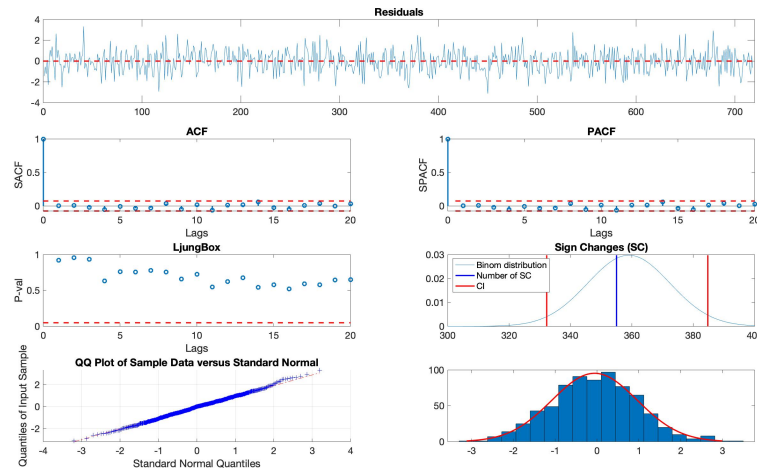 Residuals
4
2
0
-2
-4
0 100 200 300 400 500 600 700
ACF
SACF
1
0.5
0
0 5 10 15 20
Lags
PACF
SPACF
1
0.5
0
0 5 10 15 20
Lags
LjungBox
P-val
1
0.5
0
0 5 10 15 20
Lags
Sign Changes (SC)
0.03
0.02
0.01
0
Binom distribution
Number of SC
CI
300 320 340 360 380 400
QQ Plot of Sample Data versus Standard Normal
Quantiles of Input Sample
2
0
-2
-4 -3 -2 -1 0 1 2 3 4
Standard Normal Quantiles
100
50
0
-3 -2 -1 0 1 2 3